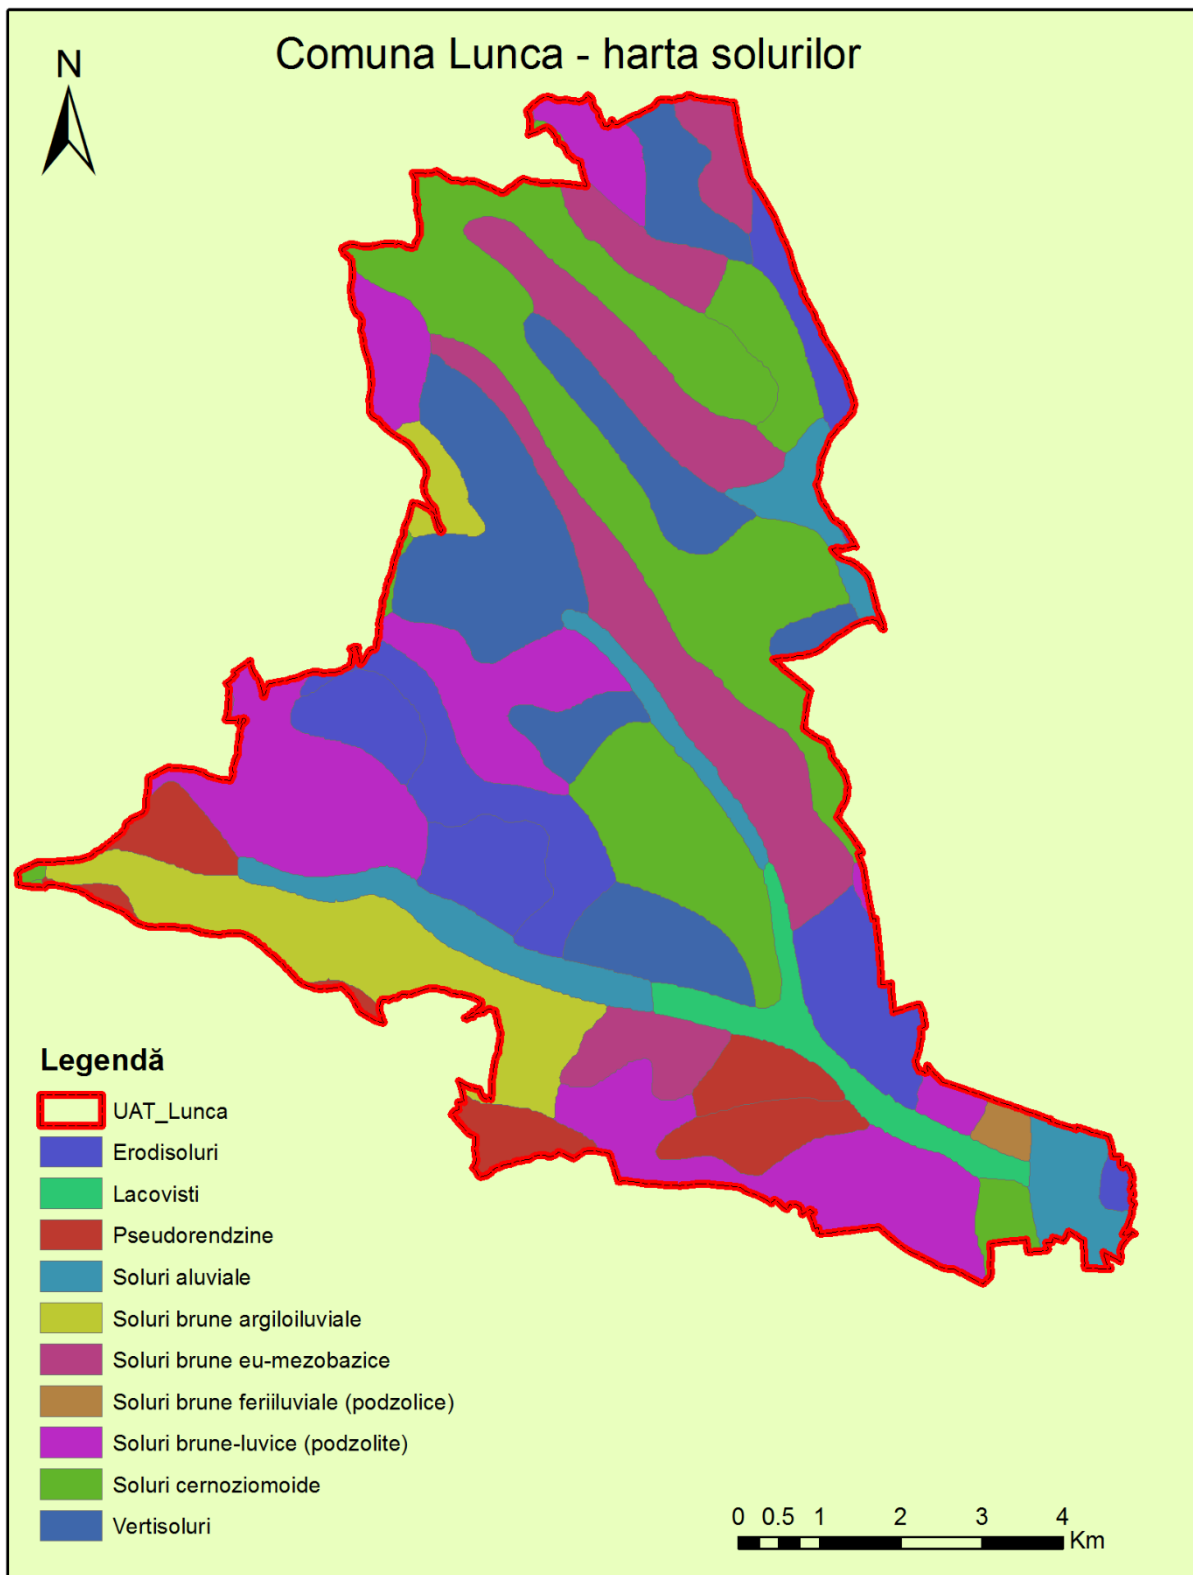 Comuna Lunca - harta solurilor
N
Legendă
UAT_Lunca
Erodisoluri
Lacovisti
Pseudorendzine
Soluri aluviale
Soluri brune argiloiluviale
Soluri brune eu-mezobazice
Soluri brune feriiluviale (podzolice)
Soluri brune-luvice (podzolite)
Soluri cernoziomoide
Vertisoluri
0 0.5 1 2 3 4
Km